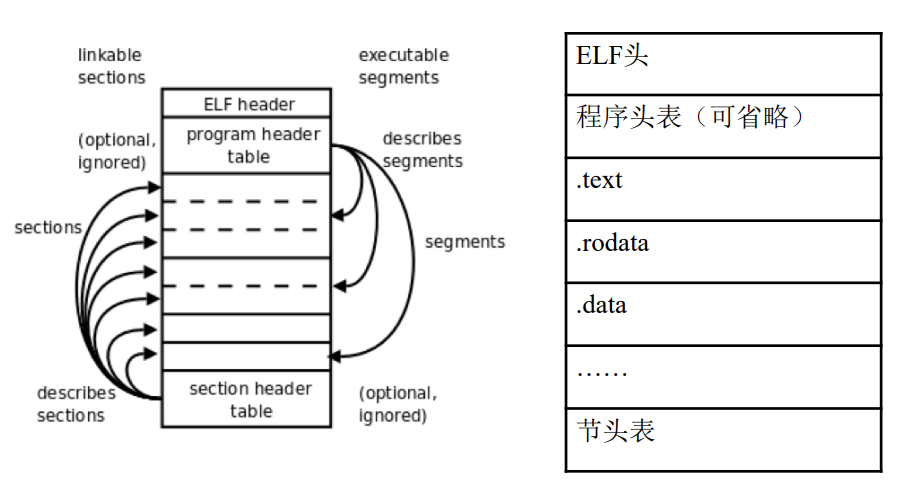 linkable
sections
executable
segments
ELF header
(optional,
ignored)
program header
table
describes
segments
sections
segments
describes
sections
section header
table
(optional,
ignored)
ELF头
程序头表（可省略）
.text
.rodata
.data
……
节头表